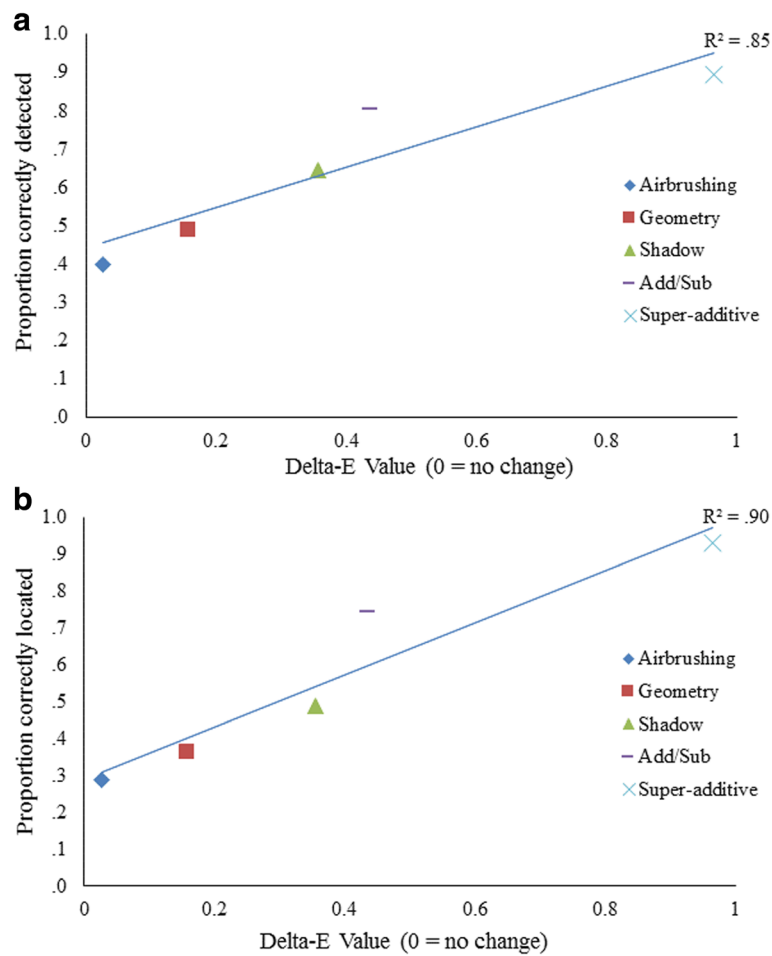 a
1.0
R² = .85
.9
.8
.7
.6
.5
.4
.3
.2
.1
.0
Proportion correctly detected
Airbrushing
Geometry
Shadow
Add/Sub
Super-additive
0 0.2 0.4 0.6 0.8 1
Delta-E Value (0 = no change)
b
1.0
R² = .90
.9
.8
.7
.6
.5
.4
.3
.2
.1
.0
Proportion correctly located
Airbrushing
Geometry
Shadow
Add/Sub
Super-additive
0 0.2 0.4 0.6 0.8 1
Delta-E Value (0 = no change)